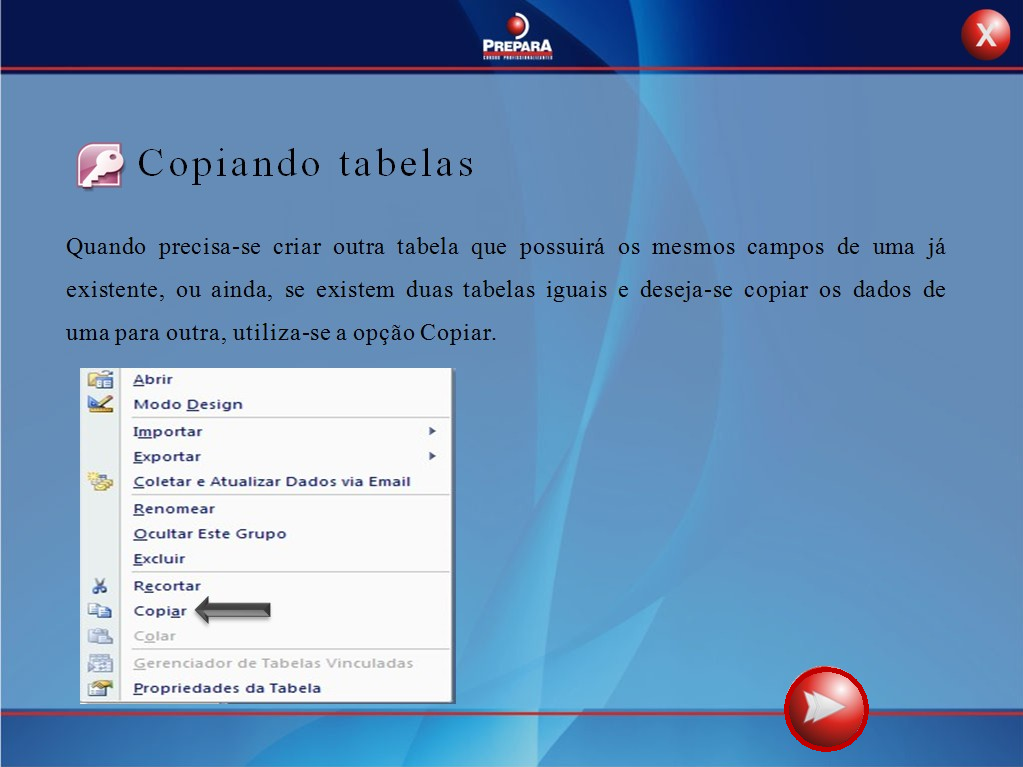 PREPARA
CURSOS PROFISSIONALIZANTES
X
Copiando tabelas
Quando precisa-se criar outra tabela que possuirá os mesmos campos de uma já
existente, ou ainda, se existem duas tabelas iguais e deseja-se copiar os dados de
uma para outra, utiliza-se a opção Copiar.
Abrir
Modo Design
Importar
Exportar
Coletar e Atualizar Dados via Email
Renomear
Ocultar Este Grupo
Excluir
Recortar
Copiar
Colar
Gerenciador de Tabelas Vinculadas
Propriedades da Tabela